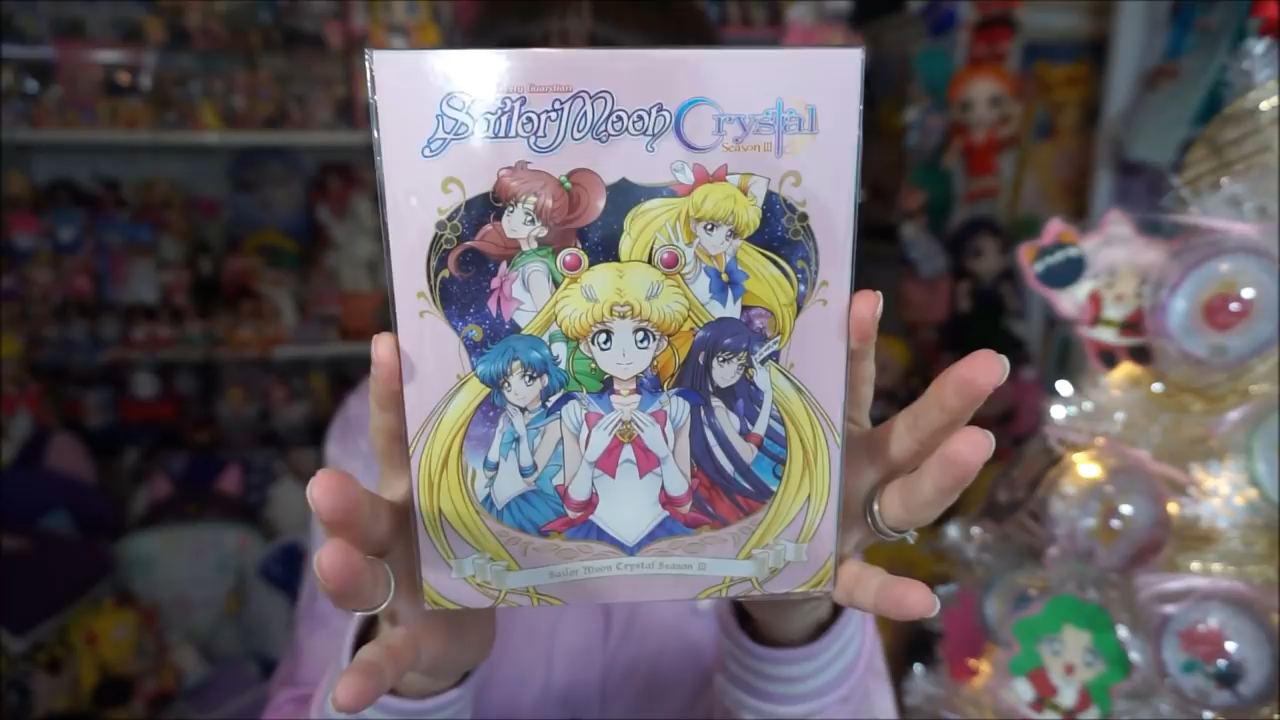 Pretty Guardian
Sailor Moon Crystal
Season III
Sailor Moon Crystal Season III